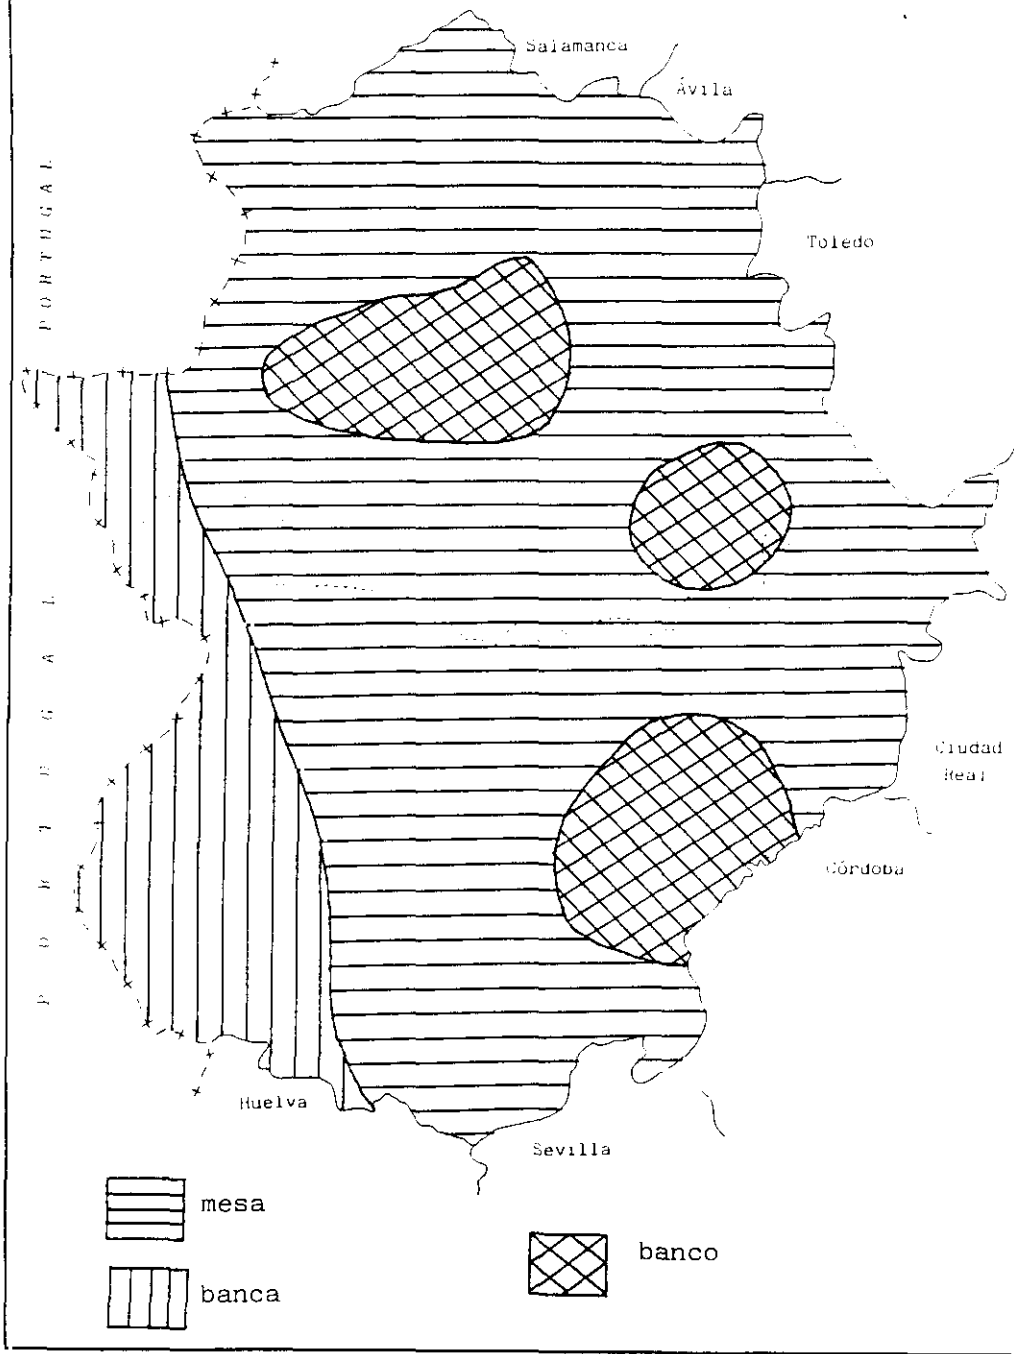 Salamanca
Ávila
PORTUGAL
Toledo
PORTUGAL
Ciudad
Real
Córdoba
Huelva
Sevilla
mesa
banco
banca